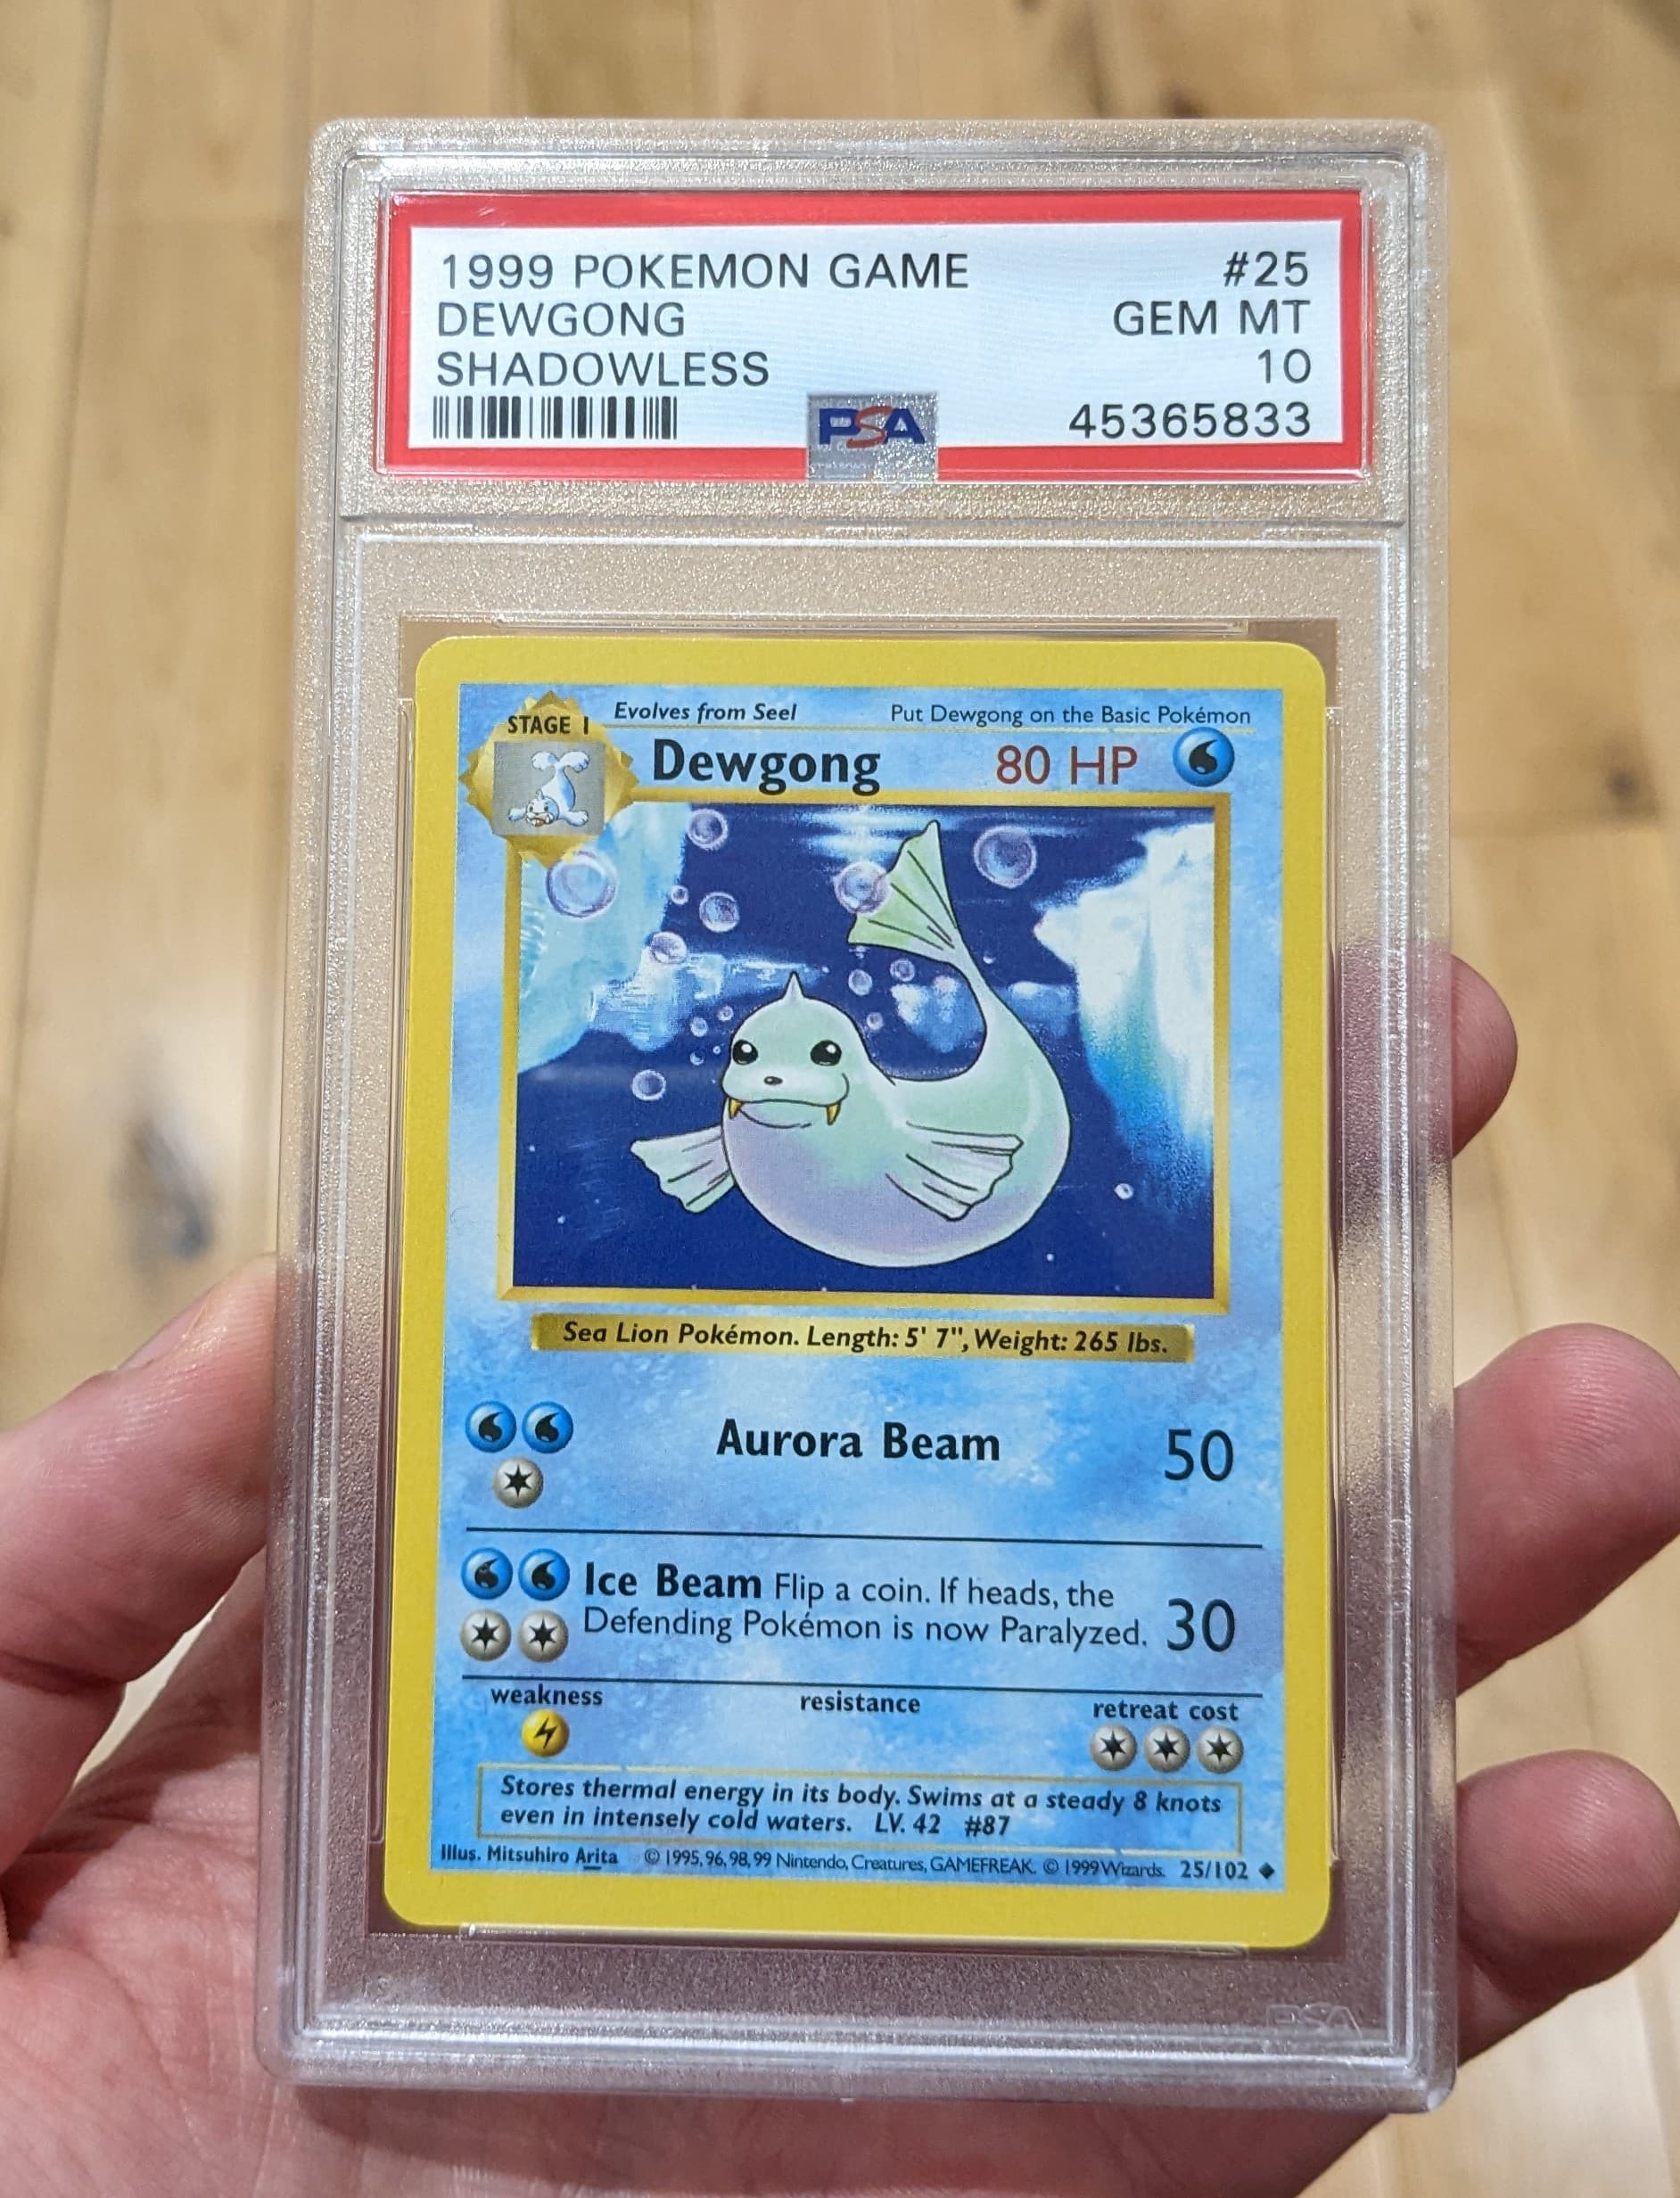 1999 POKEMON GAME #25
DEWGONG GEM MT
SHADOWLESS 10
PSA 45365833
STAGE 1 Evolves from Seel Put Dewgong on the Basic Pokémon
Dewgong 80 HP
Sea Lion Pokémon. Length: 5' 7", Weight: 265 lbs.
Aurora Beam 50
Ice Beam Flip a coin. If heads, the
Defending Pokémon is now Paralyzed. 30
weakness resistance retreat cost
Stores thermal energy in its body. Swims at a steady 8 knots
even in intensely cold waters. LV. 42 #87
Illus. Mitsuhiro Arita © 1995, 96, 98, 99 Nintendo, Creatures, GAMEFREAK. © 1999 Wizards. 25/102
PSA